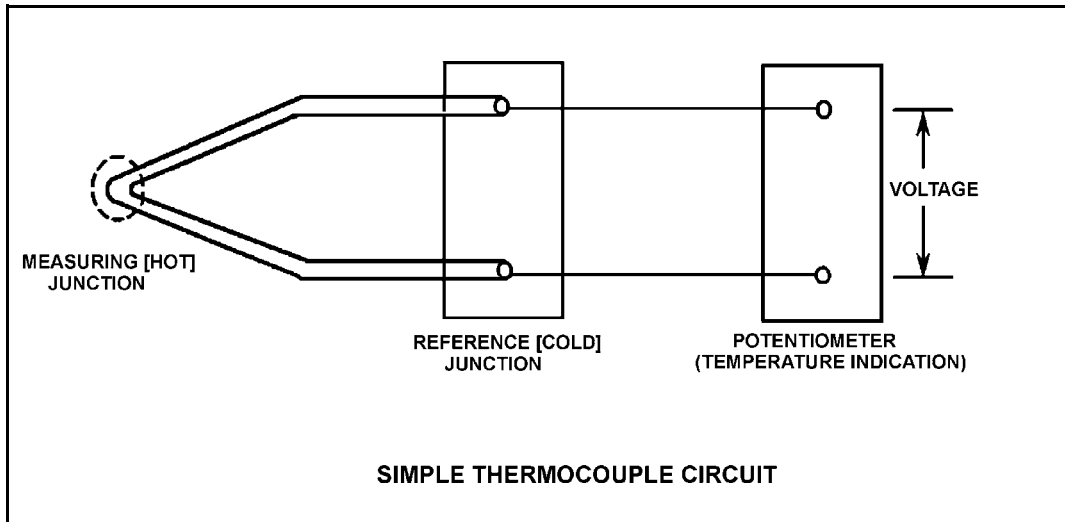 VOLTAGE
MEASURING [HOT]
JUNCTION
REFERENCE [COLD]
JUNCTION
POTENTIOMETER
(TEMPERATURE INDICATION)
SIMPLE THERMOCOUPLE CIRCUIT